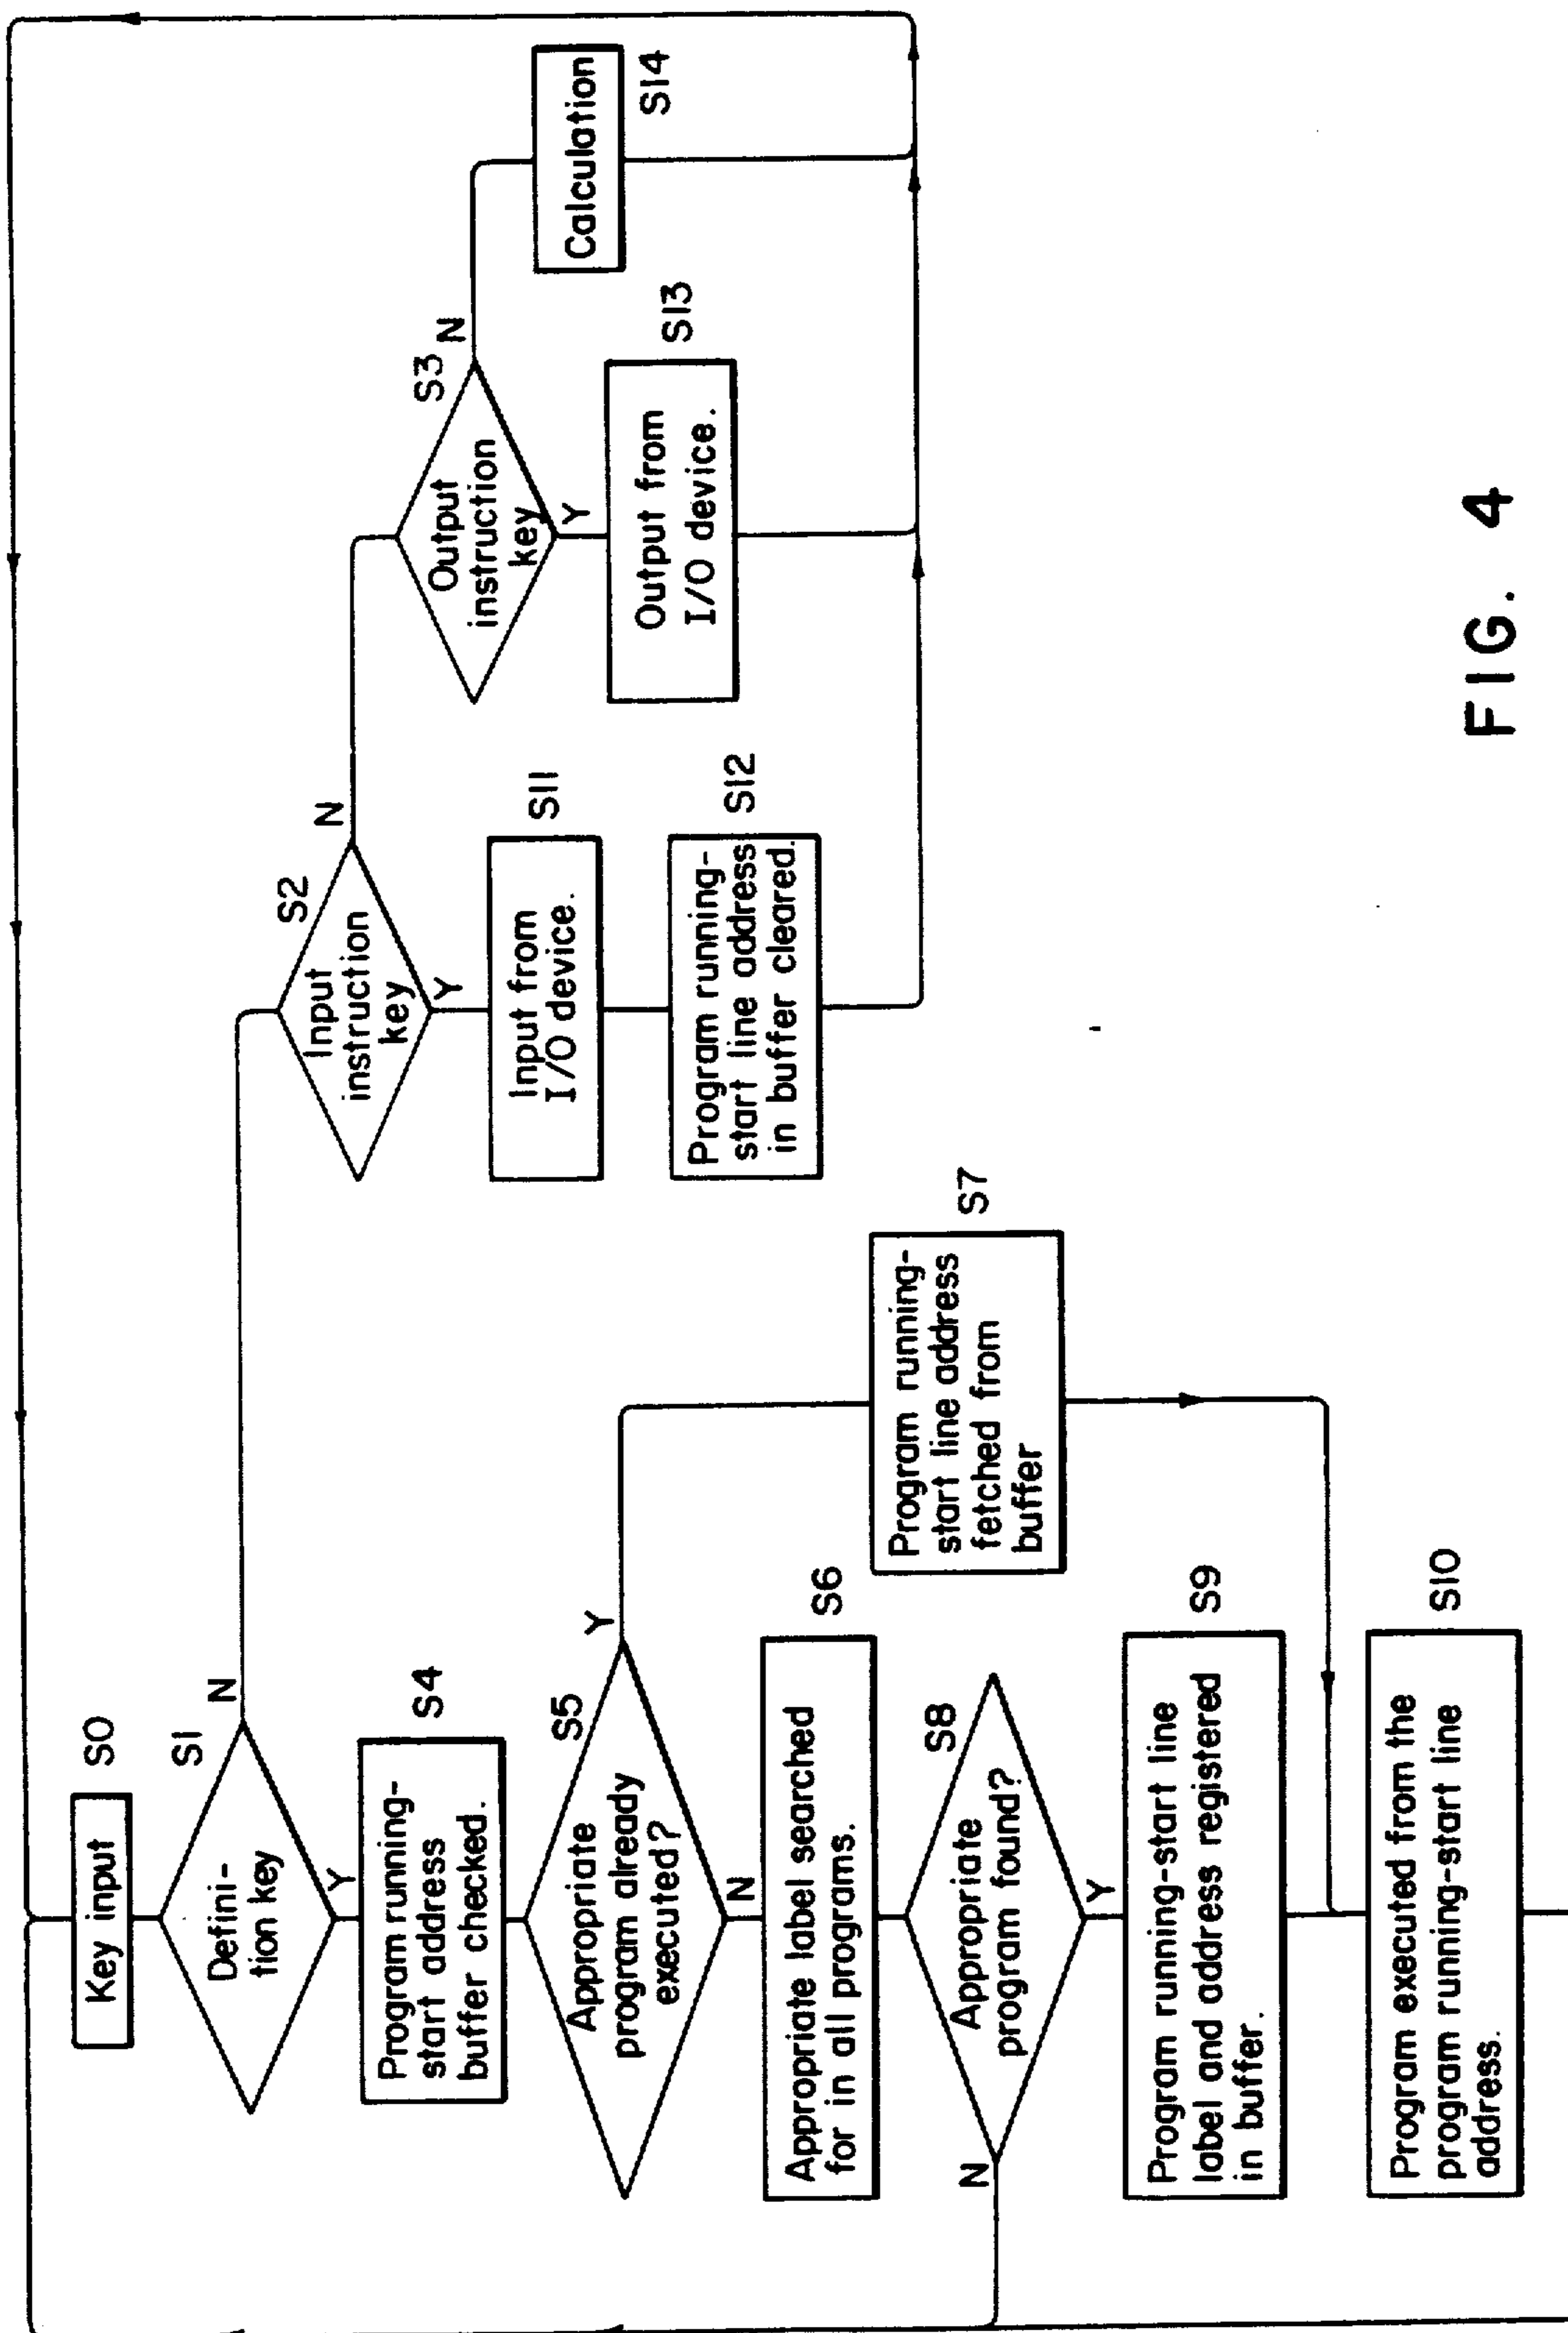 Key input
S0
Defini-
tion key
S1
N
Y
Program running-
start address
buffer checked.
S4
Appropriate
program already
executed?
S5
Y
N
Appropriate label searched
for in all programs.
S6
Program running-
start line address
fetched from
buffer
S7
Appropriate
program found?
S8
N
Y
Program running-start line
label and address registered
in buffer.
S9
Program executed from the
program running-start line
address.
S10
Input
instruction
key
S2
N
Y
Input from
I/O device.
S11
Program running-
start line address
in buffer cleared.
S12
Output
instruction
key
S3
N
Y
Output from
I/O device.
S13
Calculation
S14
FIG. 4